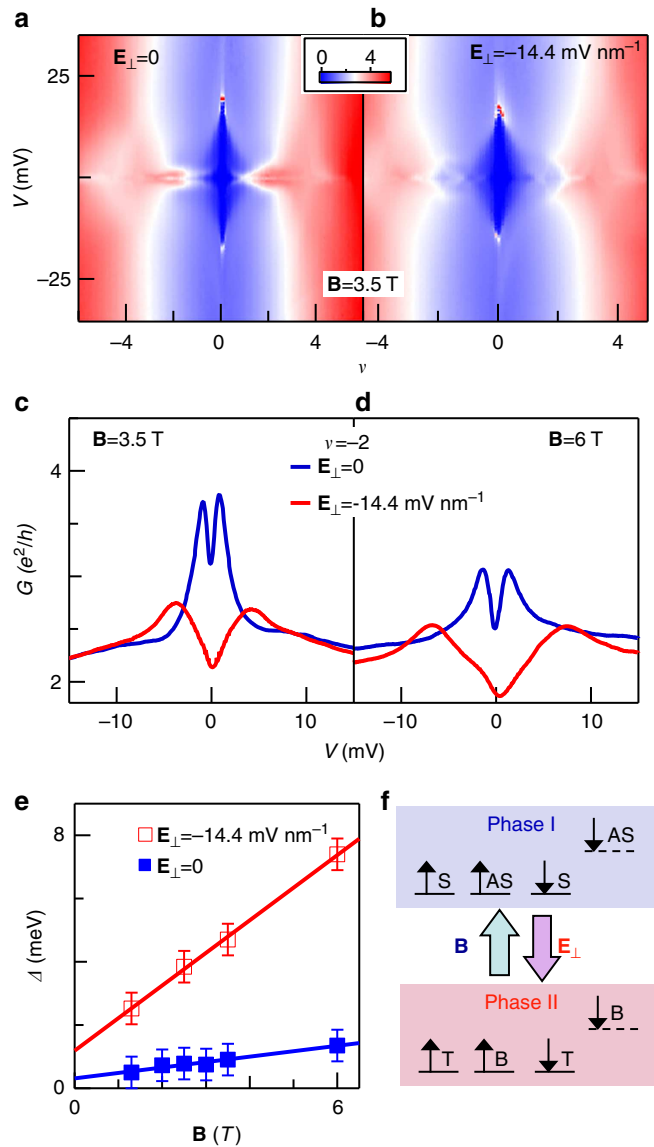 a
b
E⊥=0
0 4
E⊥=−14.4 mV nm⁻¹
25
V (mV)
−25
B=3.5 T
−4 0 4 −4 0 4
ν
c
d
B=3.5 T
ν=−2
B=6 T
E⊥=0
E⊥=-14.4 mV nm⁻¹
4
G (e²/h)
2
−10 0 10 −10 0 10
V (mV)
e
f
8
E⊥=−14.4 mV nm⁻¹
E⊥=0
Δ (meV)
0
0 6
B (T)
Phase I
AS
S AS S
B E⊥
Phase II
B
T B T